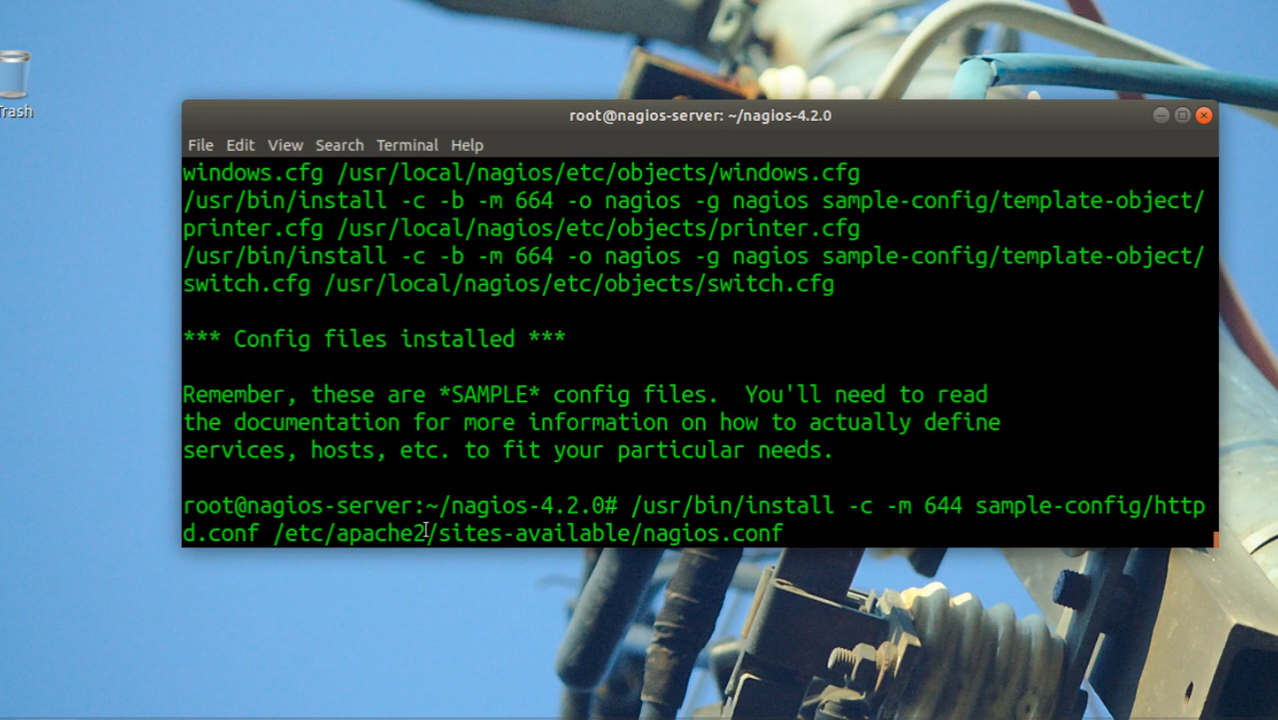 Trash
root@nagios-server: ~/nagios-4.2.0
File Edit View Search Terminal Help
windows.cfg /usr/local/nagios/etc/objects/windows.cfg
/usr/bin/install -c -b -m 664 -o nagios -g nagios sample-config/template-object/
printer.cfg /usr/local/nagios/etc/objects/printer.cfg
/usr/bin/install -c -b -m 664 -o nagios -g nagios sample-config/template-object/
switch.cfg /usr/local/nagios/etc/objects/switch.cfg
*** Config files installed ***
Remember, these are *SAMPLE* config files.  You'll need to read
the documentation for more information on how to actually define
services, hosts, etc. to fit your particular needs.
root@nagios-server:~/nagios-4.2.0# /usr/bin/install -c -m 644 sample-config/http
d.conf /etc/apache2/sites-available/nagios.conf